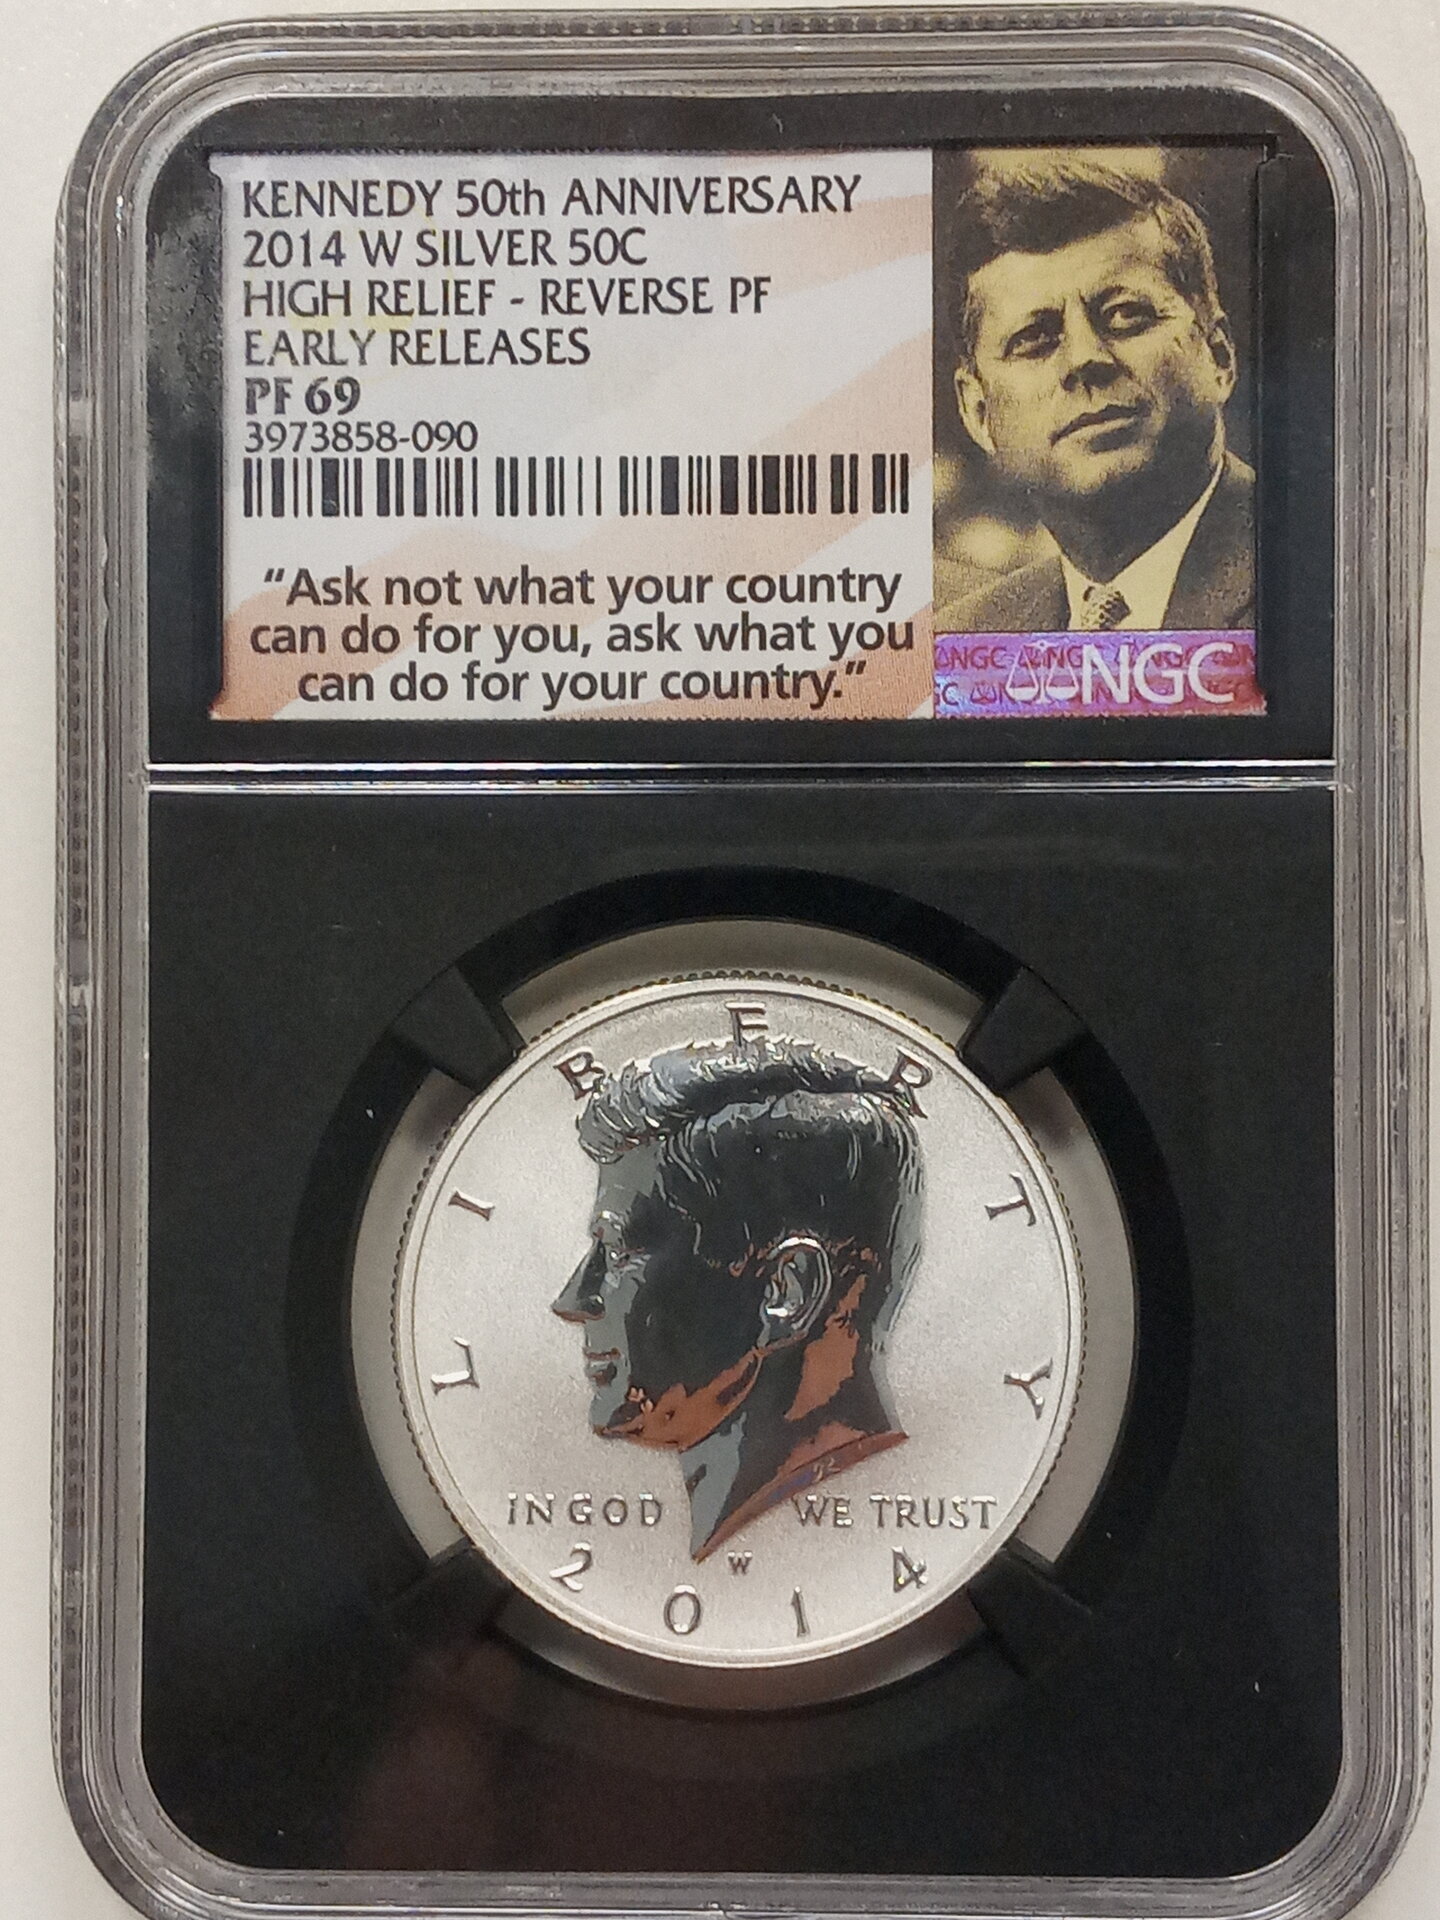 KENNEDY 50th ANNIVERSARY
2014 W SILVER 50C
HIGH RELIEF - REVERSE PF
EARLY RELEASES
PF 69
3973858-090
“Ask not what your country
can do for you, ask what you
can do for your country.”
NGC
LIBERTY
IN GOD WE TRUST
W
2014